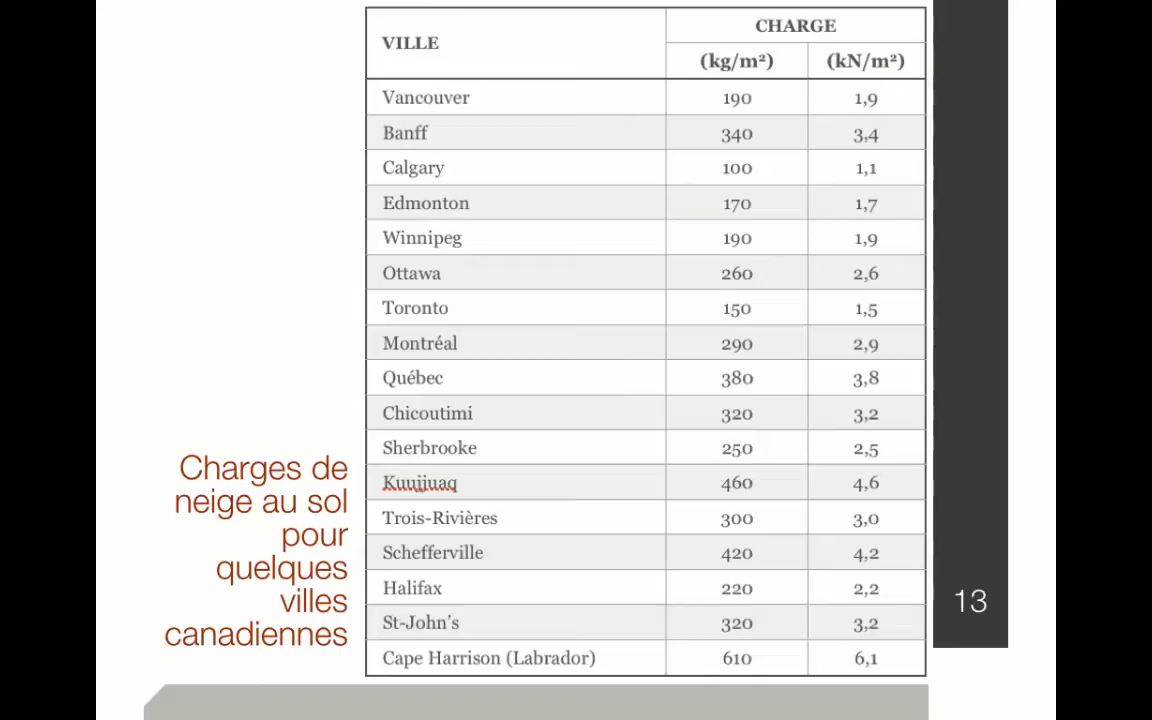 VILLE CHARGE
(kg/m²) (kN/m²)
Vancouver 190 1,9
Banff 340 3,4
Calgary 100 1,1
Edmonton 170 1,7
Winnipeg 190 1,9
Ottawa 260 2,6
Toronto 150 1,5
Montréal 290 2,9
Québec 380 3,8
Chicoutimi 320 3,2
Sherbrooke 250 2,5
Kuujjuaq 460 4,6
Trois-Rivières 300 3,0
Schefferville 420 4,2
Halifax 220 2,2
St-John’s 320 3,2
Cape Harrison (Labrador) 610 6,1
Charges de
neige au sol
pour
quelques
villes
canadiennes
13